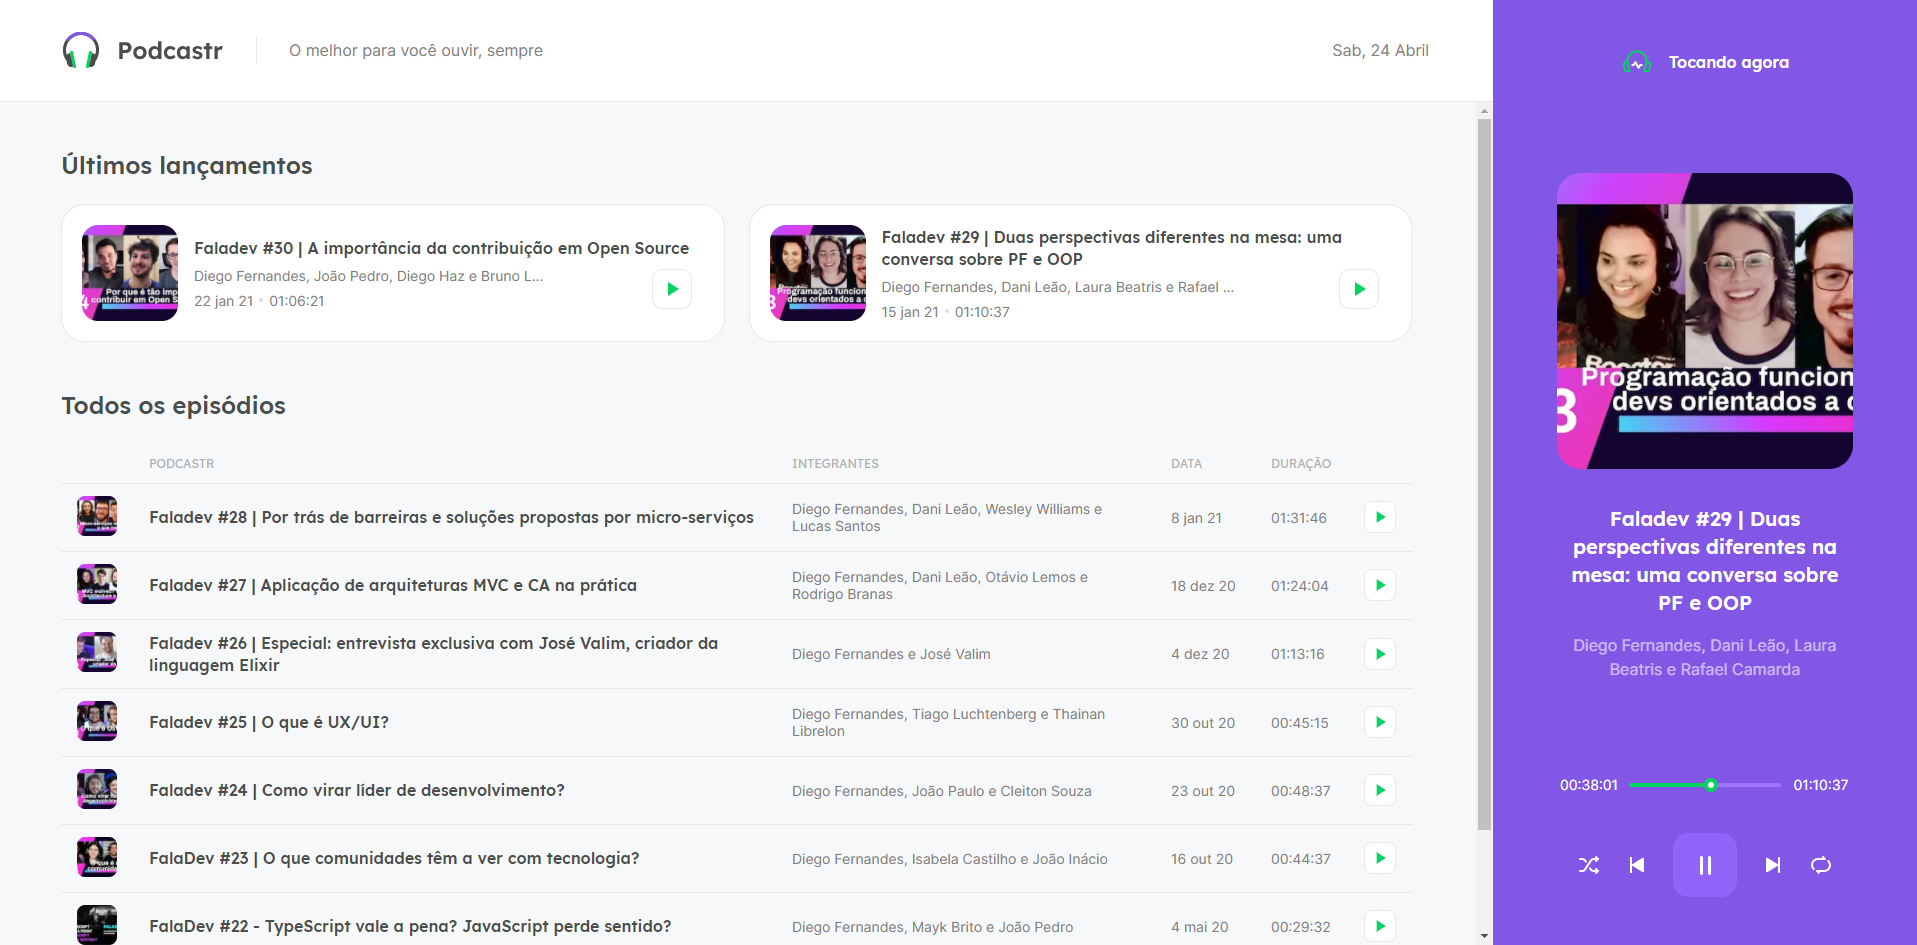 Podcastr
O melhor para você ouvir, sempre
Sab, 24 Abril
Últimos lançamentos
Por que é tão imp
contribuir em Open S
Faladev #30 | A importância da contribuição em Open Source
Diego Fernandes, João Pedro, Diego Haz e Bruno L...
22 jan 21 • 01:06:21
Programação funcion
devs orientados a c
Faladev #29 | Duas perspectivas diferentes na mesa: uma
conversa sobre PF e OOP
Diego Fernandes, Dani Leão, Laura Beatris e Rafael ...
15 jan 21 • 01:10:37
Todos os episódios
PODCASTR INTEGRANTES DATA DURAÇÃO
Faladev #28 | Por trás de barreiras e soluções propostas por micro-serviços
Diego Fernandes, Dani Leão, Wesley Williams e
Lucas Santos
8 jan 21
01:31:46
Faladev #27 | Aplicação de arquiteturas MVC e CA na prática
Diego Fernandes, Dani Leão, Otávio Lemos e
Rodrigo Branas
18 dez 20
01:24:04
Faladev #26 | Especial: entrevista exclusiva com José Valim, criador da
linguagem Elixir
Diego Fernandes e José Valim
4 dez 20
01:13:16
Faladev #25 | O que é UX/UI?
Diego Fernandes, Tiago Luchtenberg e Thainan
Librelon
30 out 20
00:45:15
Faladev #24 | Como virar líder de desenvolvimento?
Diego Fernandes, João Paulo e Cleiton Souza
23 out 20
00:48:37
FalaDev #23 | O que comunidades têm a ver com tecnologia?
Diego Fernandes, Isabela Castilho e João Inácio
16 out 20
00:44:37
FalaDev #22 - TypeScript vale a pena? JavaScript perde sentido?
Diego Fernandes, Mayk Brito e João Pedro
4 mai 20
00:29:32
Tocando agora
Programação funcion
devs orientados a c
3
Faladev #29 | Duas
perspectivas diferentes na
mesa: uma conversa sobre
PF e OOP
Diego Fernandes, Dani Leão, Laura
Beatris e Rafael Camarda
00:38:01
01:10:37